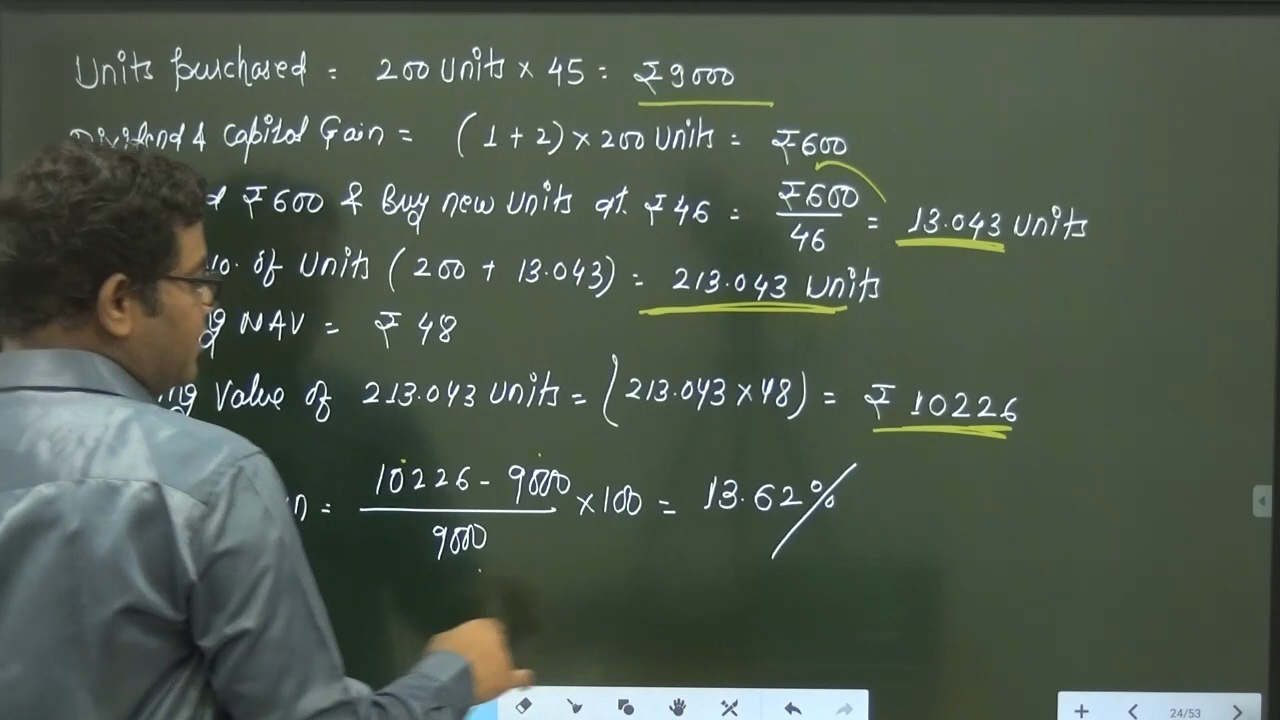 Units purchased = 200 Units × 45 = ₹9000
Dividend & Capital Gain = (1 + 2) × 200 Units = ₹600
₹600 & Buy new units at ₹46 = ₹600/46 = 13.043 units
of Units (200 + 13.043) = 213.043 Units
NAV = ₹ 48
Value of 213.043 units = (213.043 × 48) = ₹ 10226
= 10226 - 9000/9000 × 100 = 13.62%
24/53